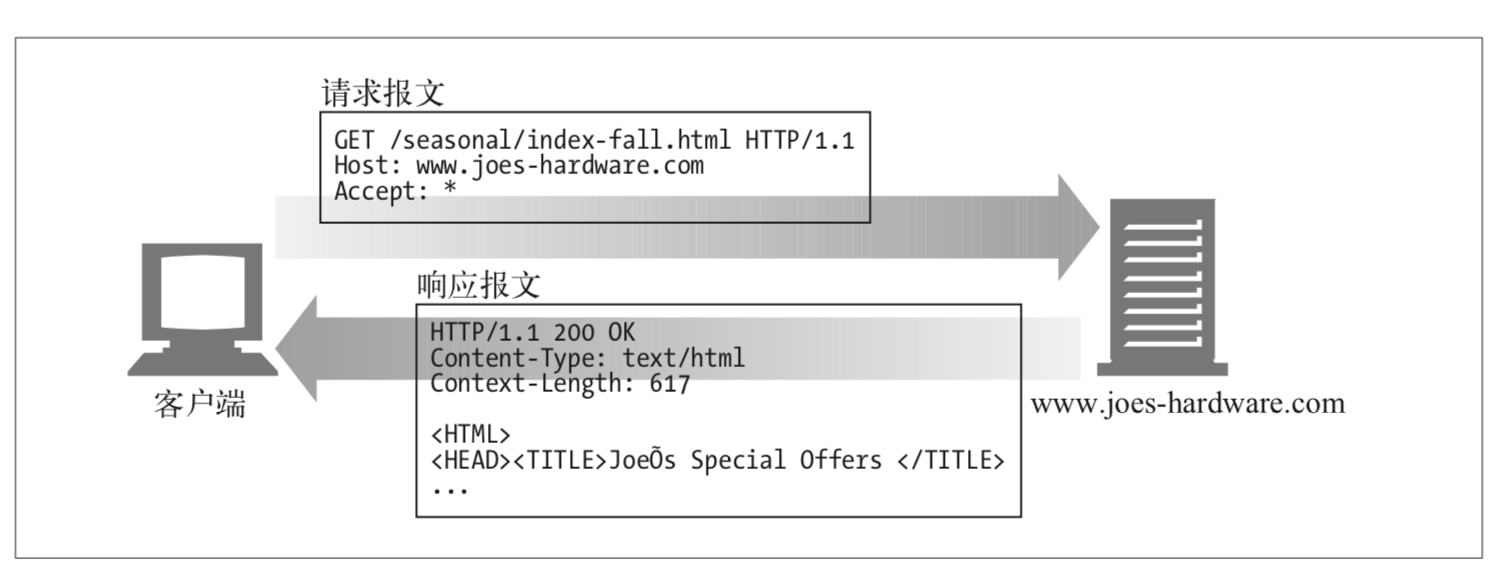 请求报文
GET /seasonal/index-fall.html HTTP/1.1
Host: www.joes-hardware.com
Accept: *
响应报文
HTTP/1.1 200 OK
Content-Type: text/html
Context-Length: 617
<HTML>
<HEAD><TITLE>JoeÕs Special Offers </TITLE>
...
客户端
www.joes-hardware.com